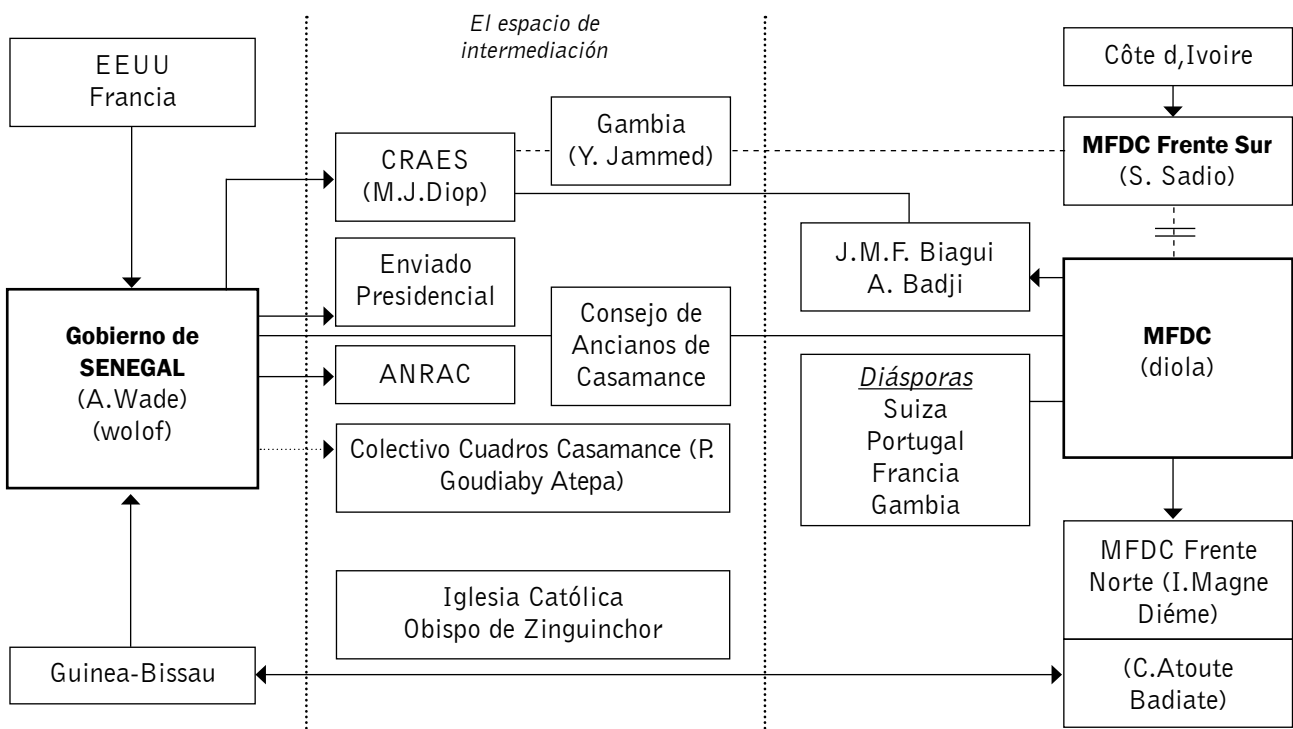 El espacio de
intermediación
EEUU
Francia
Gobierno de
SENEGAL
(A.Wade)
(wolof)
Guinea-Bissau
CRAES
(M.J.Diop)
Gambia
(Y. Jammed)
Enviado
Presidencial
Consejo de
Ancianos de
Casamance
ANRAC
Colectivo Cuadros Casamance (P.
Goudiaby Atepa)
Iglesia Católica
Obispo de Zinguinchor
Côte d,Ivoire
MFDC Frente Sur
(S. Sadio)
J.M.F. Biagui
A. Badji
MFDC
(diola)
Diásporas
Suiza
Portugal
Francia
Gambia
MFDC Frente
Norte (I.Magne
Diéme)
(C.Atoute
Badiate)